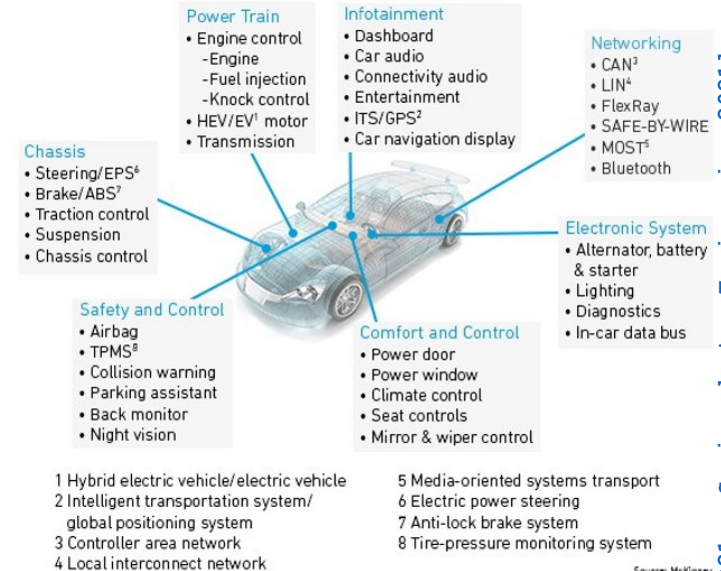 Power Train
• Engine control
-Engine
-Fuel injection
-Knock control
• HEV/EV¹ motor
• Transmission
Infotainment
• Dashboard
• Car audio
• Connectivity audio
• Entertainment
• ITS/GPS²
• Car navigation display
Networking
• CAN³
• LIN⁴
• FlexRay
• SAFE-BY-WIRE
• MOST⁵
• Bluetooth
Chassis
• Steering/EPS⁶
• Brake/ABS⁷
• Traction control
• Suspension
• Chassis control
Electronic System
• Alternator, battery
& starter
• Lighting
• Diagnostics
• In-car data bus
Safety and Control
• Airbag
• TPMS⁸
• Collision warning
• Parking assistant
• Back monitor
• Night vision
Comfort and Control
• Power door
• Power window
• Climate control
• Seat controls
• Mirror & wiper control
1 Hybrid electric vehicle/electric vehicle
2 Intelligent transportation system/
global positioning system
3 Controller area network
4 Local interconnect network
5 Media-oriented systems transport
6 Electric power steering
7 Anti-lock brake system
8 Tire-pressure monitoring system